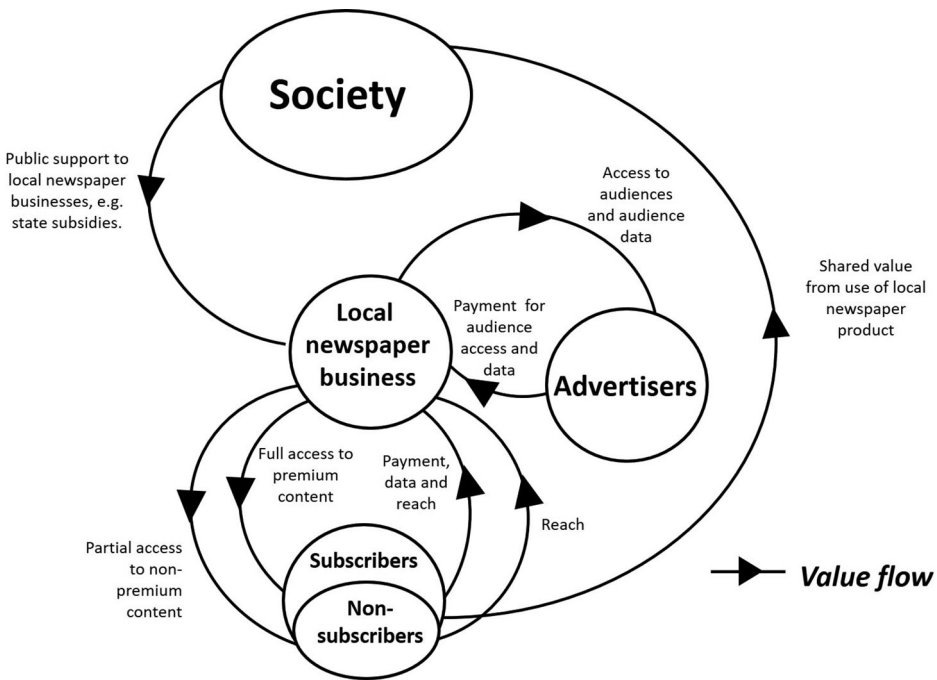 Society
Public support to
local newspaper
businesses, e.g.
state subsidies.
Access to
audiences
and audience
data
Shared value
from use of local
newspaper
product
Local
newspaper
business
Payment for
audience
access and
data
Advertisers
Full access to
premium
content
Payment,
data and
reach
Reach
Partial access
to non-
premium
content
Subscribers
Non-
subscribers
Value flow